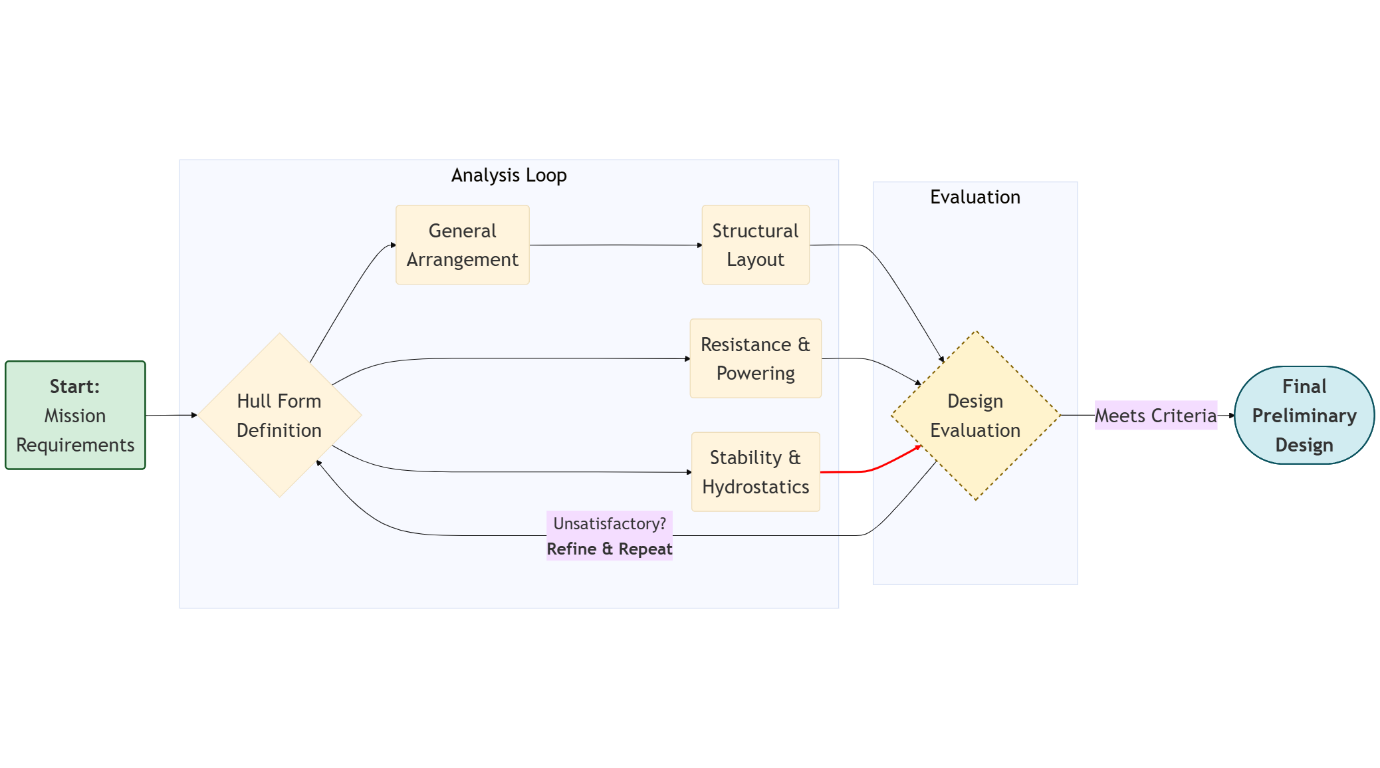 Analysis Loop
Evaluation
General
Arrangement
Structural
Layout
Resistance &
Powering
Start:
Mission
Requirements
Hull Form
Definition
Design
Evaluation
Meets Criteria
Final
Preliminary
Design
Stability &
Hydrostatics
Unsatisfactory?
Refine & Repeat